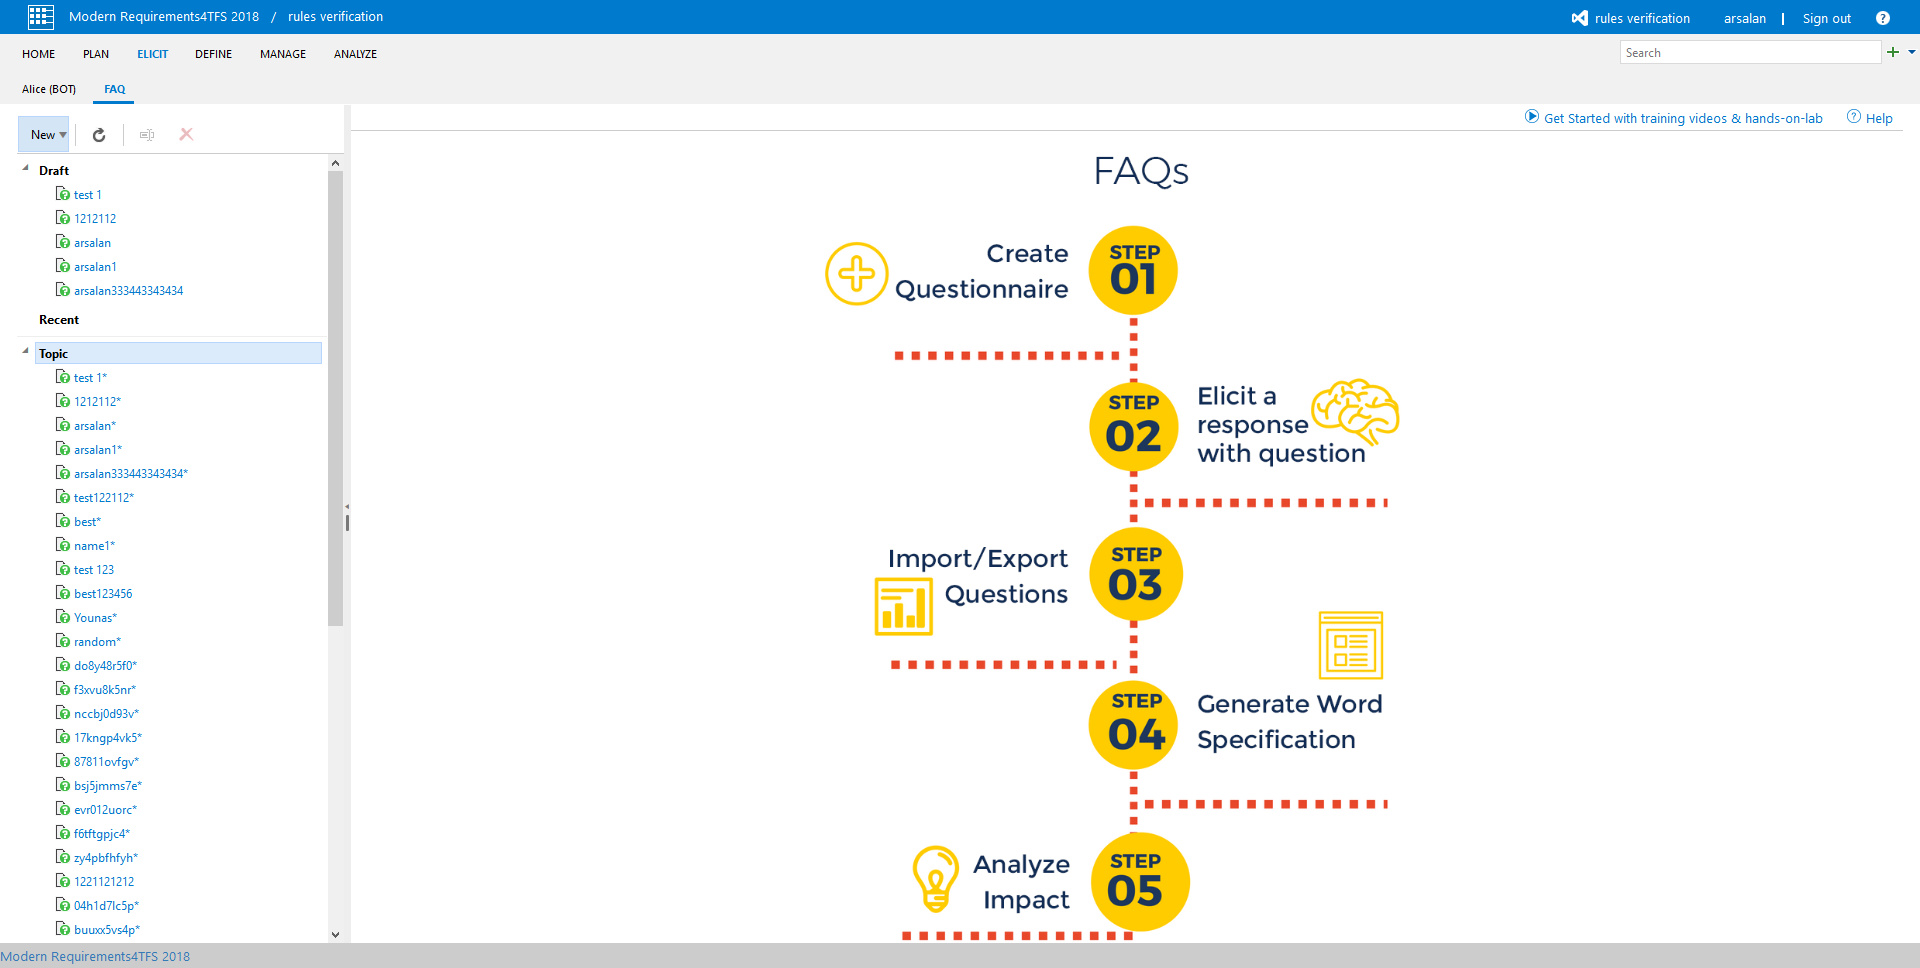 Modern Requirements4TFS 2018 / rules verification
rules verification arsalan | Sign out
HOME PLAN ELICIT DEFINE MANAGE ANALYZE
Search
Alice (BOT) FAQ
New
Get Started with training videos & hands-on-lab Help
Draft
test 1
1212112
arsalan
arsalan1
arsalan333443343434
Recent
Topic
test 1*
1212112*
arsalan*
arsalan1*
arsalan333443343434*
test122112*
best*
name1*
test 123
best123456
Younas*
random*
do8y48r5f0*
f3xvu8k5nr*
nccbj0d93v*
17kngp4vk5*
87811ovfgv*
bsj5jmms7e*
evr012uorc*
f6tftgpjc4*
zy4pbfhfyh*
1221121212
buuxx5vs4p*
FAQs
Create
Questionnaire
STEP
01
STEP
02
Elicit a
response
with question
Import/Export
Questions
STEP
03
STEP
04
Generate Word
Specification
Analyze
Impact
STEP
05
Modern Requirements4TFS 2018